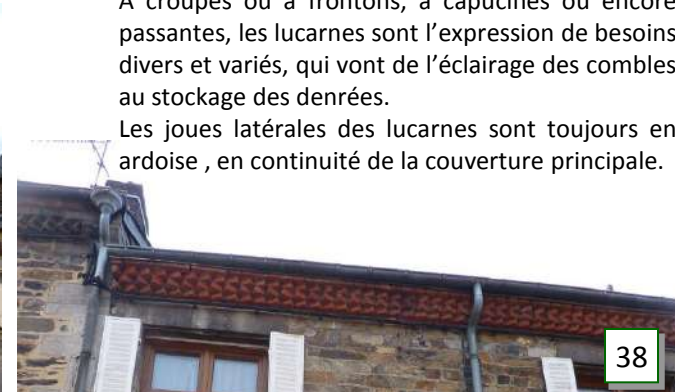 A croupes ou à frontons, à capucines ou encore
passantes, les lucarnes sont l’expression de besoins
divers et variés, qui vont de l’éclairage des combles
au stockage des denrées.
Les joues latérales des lucarnes sont toujours en
ardoise , en continuité de la couverture principale.
38